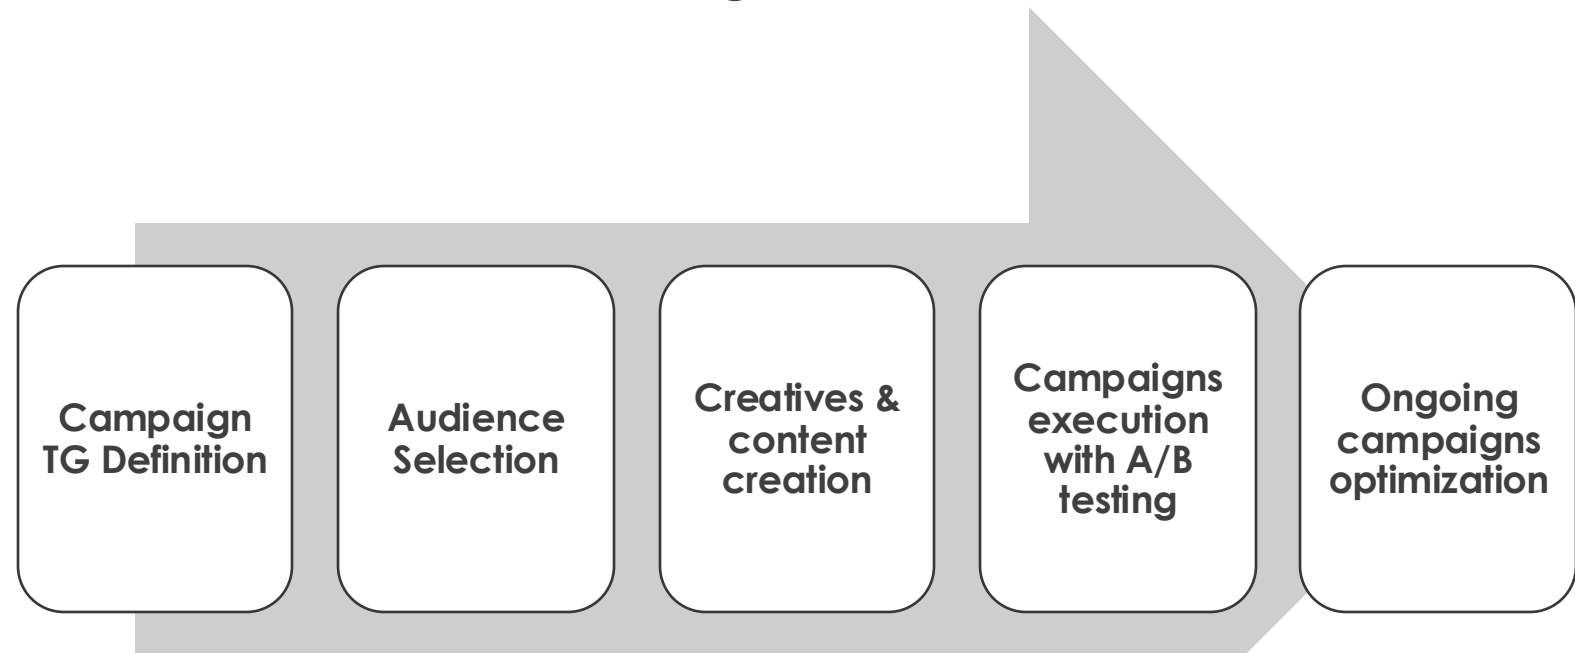 Campaign
TG Definition
Audience
Selection
Creatives &
content
creation
Campaigns
execution
with A/B
testing
Ongoing
campaigns
optimization